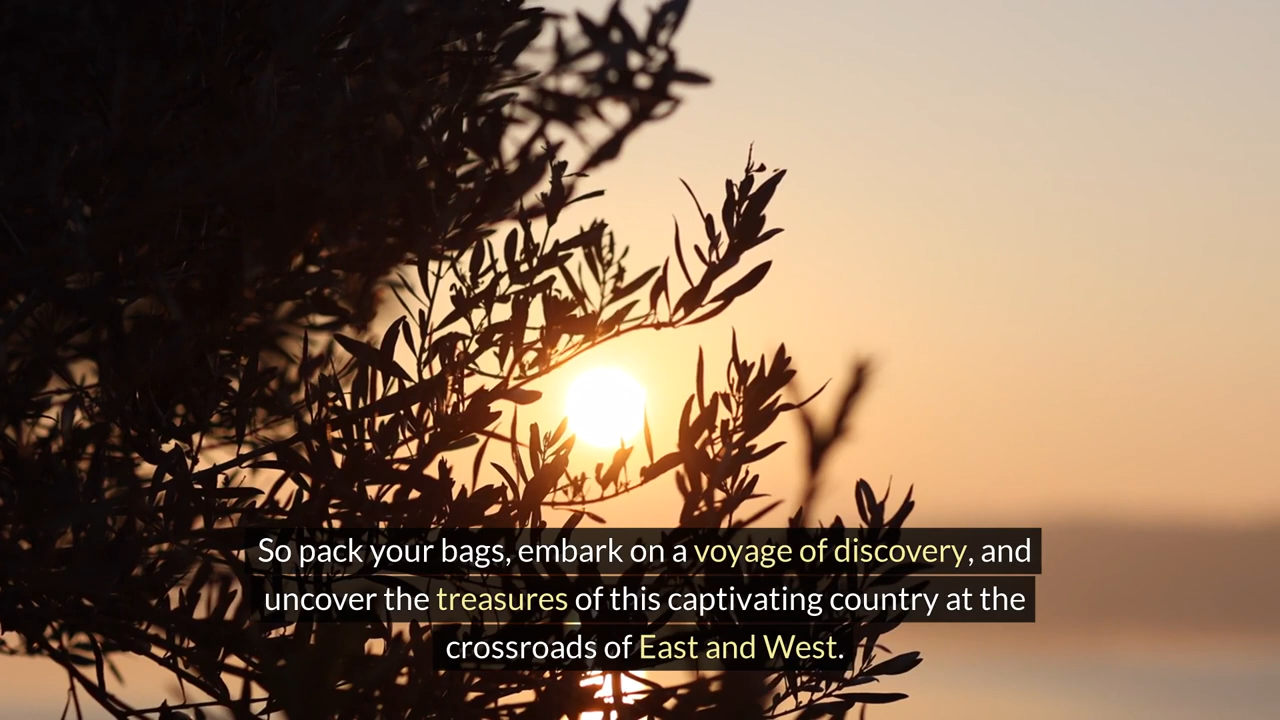 So pack your bags, embark on a voyage of discovery, and
uncover the treasures of this captivating country at the
crossroads of East and West.